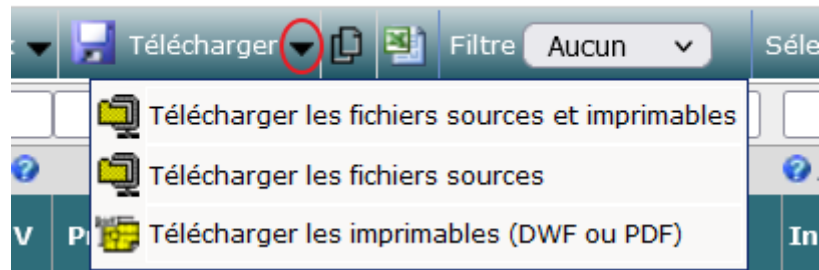 Télécharger Filtre Aucun Séle
Télécharger les fichiers sources et imprimables
Télécharger les fichiers sources
V P Télécharger les imprimables (DWF ou PDF) In